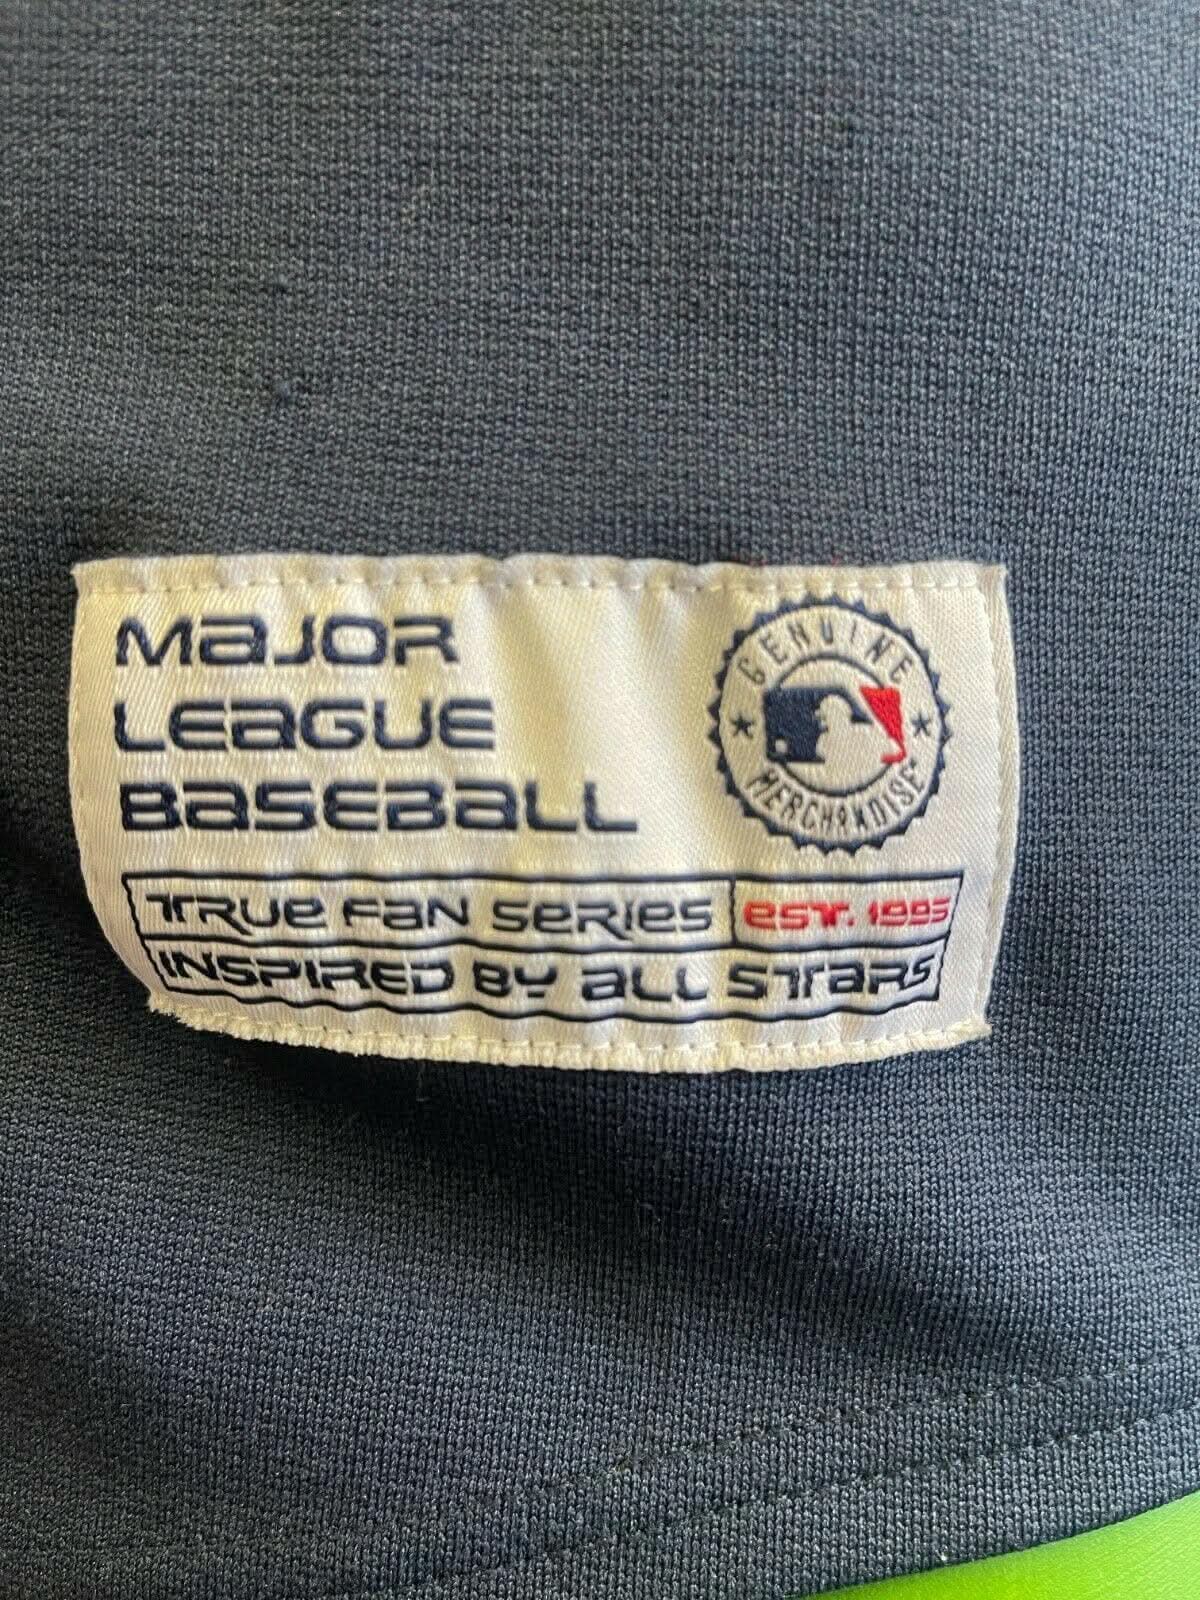 MaJOR
LEaGUE
BaSEBaLL
GENUINE
MERCHANDISE
TRUe FaN SeRIES
eST. 1995
INSPIRED BY aLL STaRS